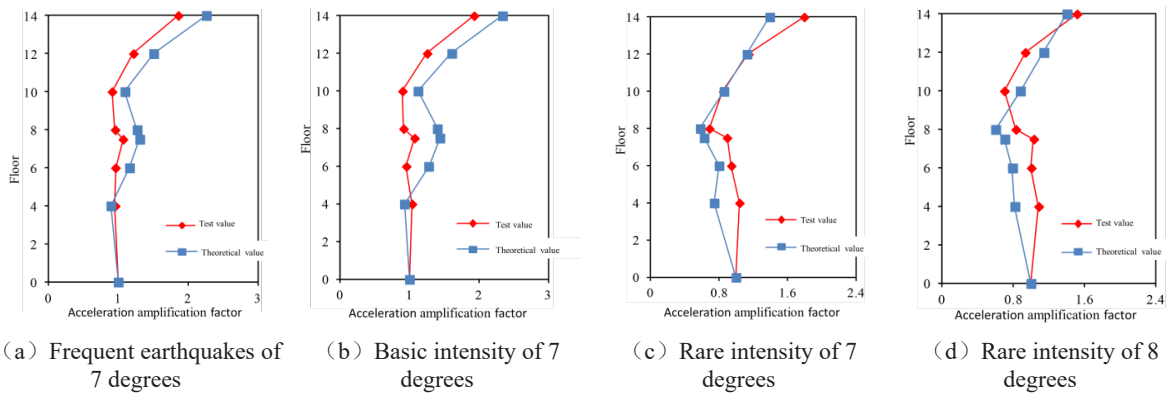 14
12
10
8
6
4
2
0
Floor
0
1
2
3
Acceleration amplification factor
Test value
Theoretical value
（a）Frequent earthquakes of
7 degrees
14
12
10
8
6
4
2
0
Floor
0
1
2
3
Acceleration amplification factor
Test value
Theoretical value
（b）Basic intensity of 7
degrees
14
12
10
8
6
4
2
0
Floor
0
0.8
1.6
2.4
Acceleration amplification factor
Test value
Theoretical value
（c）Rare intensity of 7
degrees
14
12
10
8
6
4
2
0
Floor
0
0.8
1.6
2.4
Acceleration amplification factor
Test value
Theoretical value
（d）Rare intensity of 8
degrees